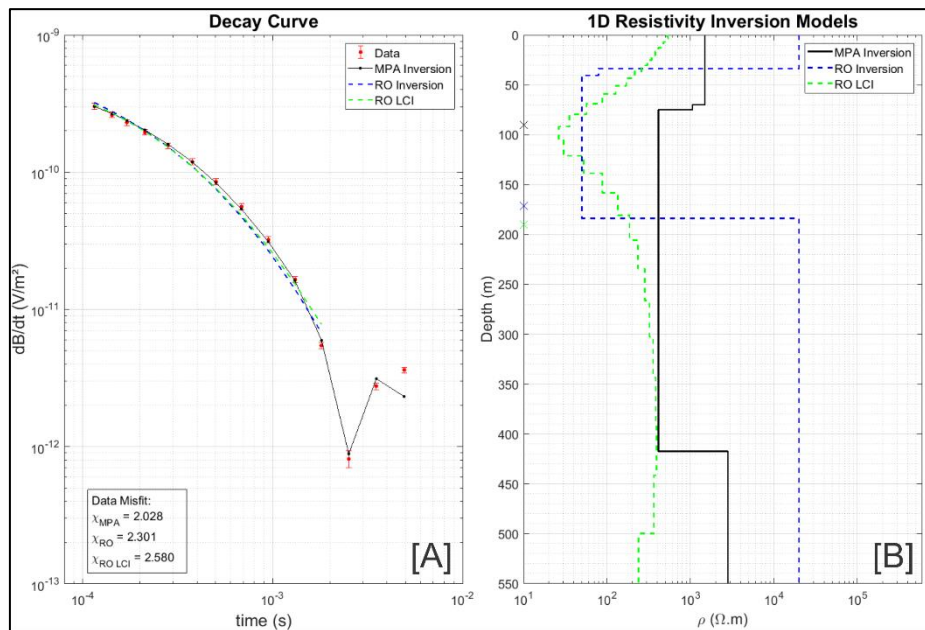 Decay Curve
10⁻⁹
10⁻¹⁰
10⁻¹¹
10⁻¹²
10⁻¹³
dB/dt (V/m²)
Data
MPA Inversion
RO Inversion
RO LCI
Data Misfit:
χMPA = 2.028
χRO = 2.301
χRO LCI = 2.580
[A]
10⁻⁴
10⁻³
10⁻²
time (s)
1D Resistivity Inversion Models
0
50
100
150
200
250
300
350
400
450
500
550
Depth (m)
MPA Inversion
RO Inversion
RO LCI
[B]
10¹
10²
10³
10⁴
10⁵
ρ (Ω.m)